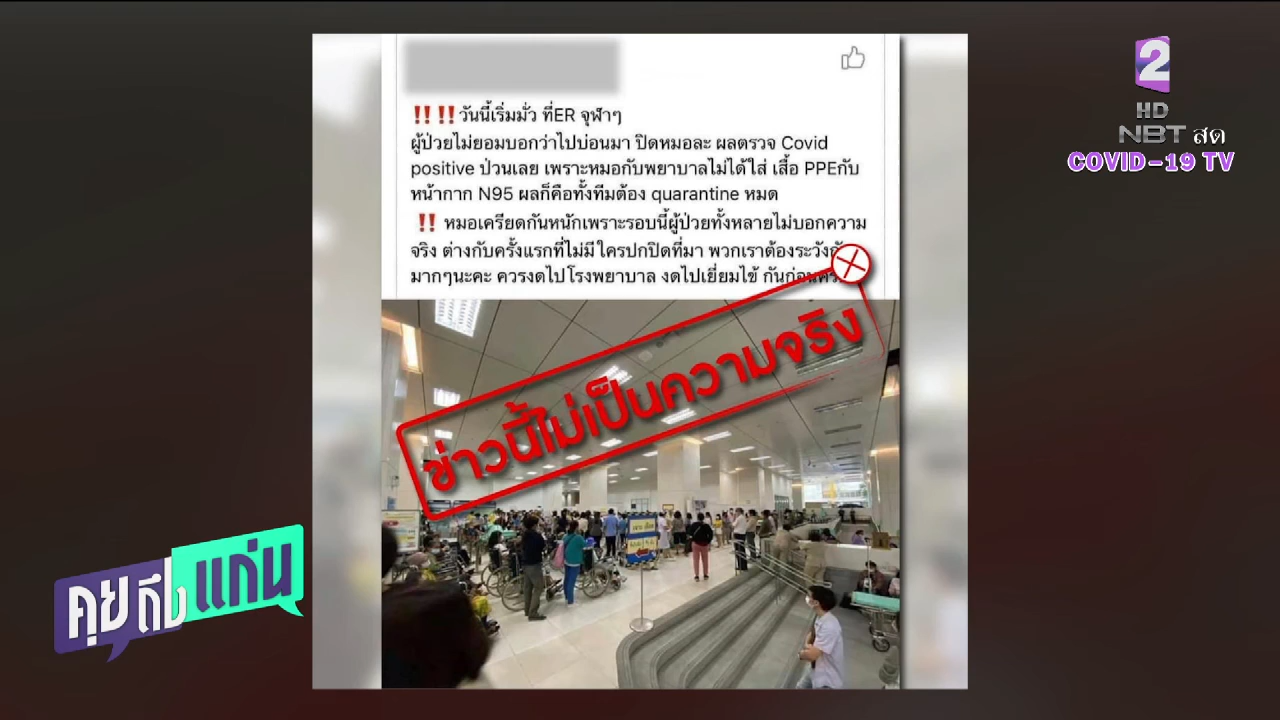 2
HD
NBT สด
COVID-19 TV
‼️‼️วันนี้เริ่มมั่ว ที่ER จุฬาๆ
ผู้ป่วยไม่ยอมบอกว่าไปบ่อนมา ปิดหมอละ ผลตรวจ Covid
positive ป่วนเลย เพราะหมอกับพยาบาลไม่ได้ใส่ เสื้อ PPEกับ
หน้ากาก N95 ผลก็คือทั้งทีมต้อง quarantine หมด
‼️ หมอเครียดกันหนักเพราะรอบนี้ผู้ป่วยทั้งหลายไม่บอกความ
จริง ต่างกับครั้งแรกที่ไม่มีใครปกปิดที่มา พวกเราต้องระวังกัน
มากๆนะคะ ควรงดไปโรงพยาบาล งดไปเยี่ยมไข้ กันก่อน
ข่าวนี้ไม่เป็นความจริง
คุยถึงแก่น